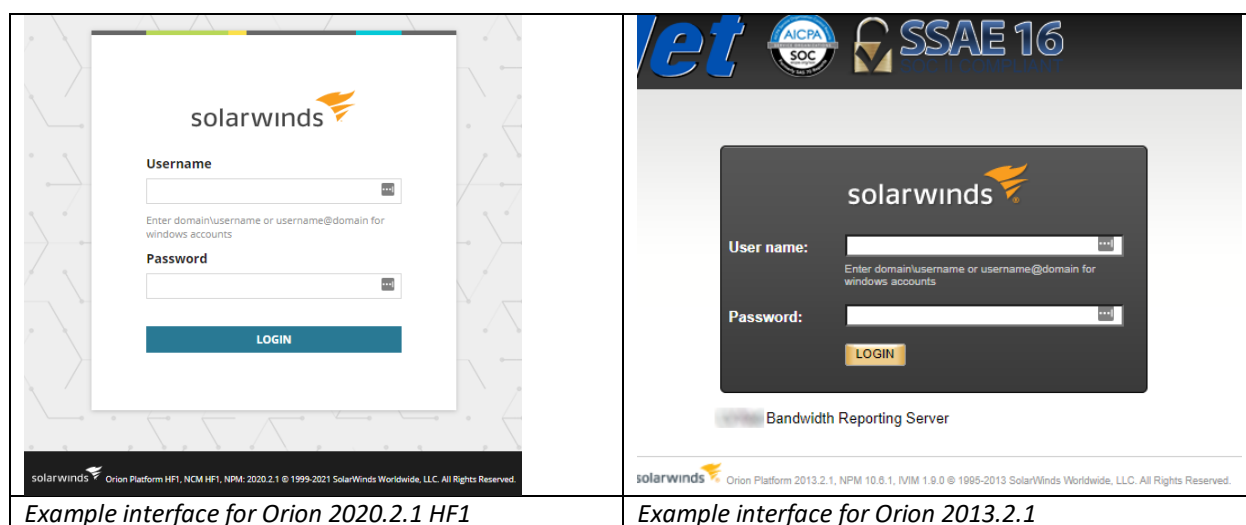 solarwinds
Username
Enter domain\username or username@domain for
windows accounts
Password
LOGIN
solarwinds Orion Platform HF1, NCM HF1, NPM: 2020.2.1 © 1999-2021 SolarWinds Worldwide, LLC. All Rights Reserved.
Example interface for Orion 2020.2.1 HF1
et AICPA SOC SSAE 16
solarwinds
User name:
Enter domain\username or username@domain for
windows accounts
Password:
LOGIN
Bandwidth Reporting Server
solarwinds Orion Platform 2013.2.1, NPM 10.6.1, IVIM 1.9.0 © 1995-2013 SolarWinds Worldwide, LLC. All Rights Reserved.
Example interface for Orion 2013.2.1